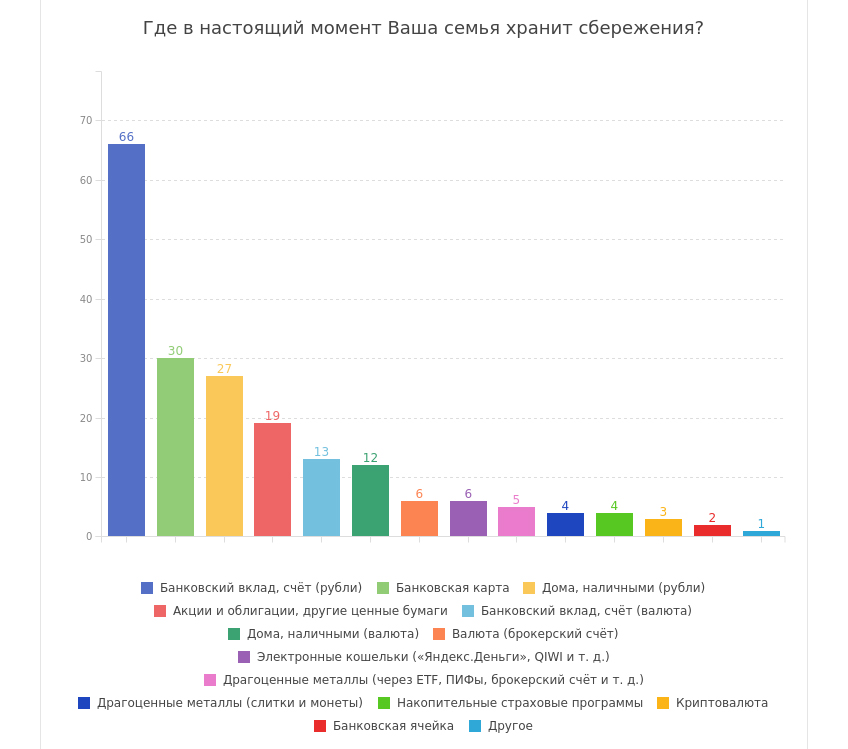 Где в настоящий момент Ваша семья хранит сбережения?
70
60
50
40
30
20
10
0
66
30
27
19
13
12
6
6
5
4
4
3
2
1
Банковский вклад, счёт (рубли) Банковская карта Дома, наличными (рубли)
Акции и облигации, другие ценные бумаги Банковский вклад, счёт (валюта)
Дома, наличными (валюта) Валюта (брокерский счёт)
Электронные кошельки («Яндекс.Деньги», QIWI и т. д.)
Драгоценные металлы (через ETF, ПИФы, брокерский счёт и т. д.)
Драгоценные металлы (слитки и монеты) Накопительные страховые программы Криптовалюта
Банковская ячейка Другое